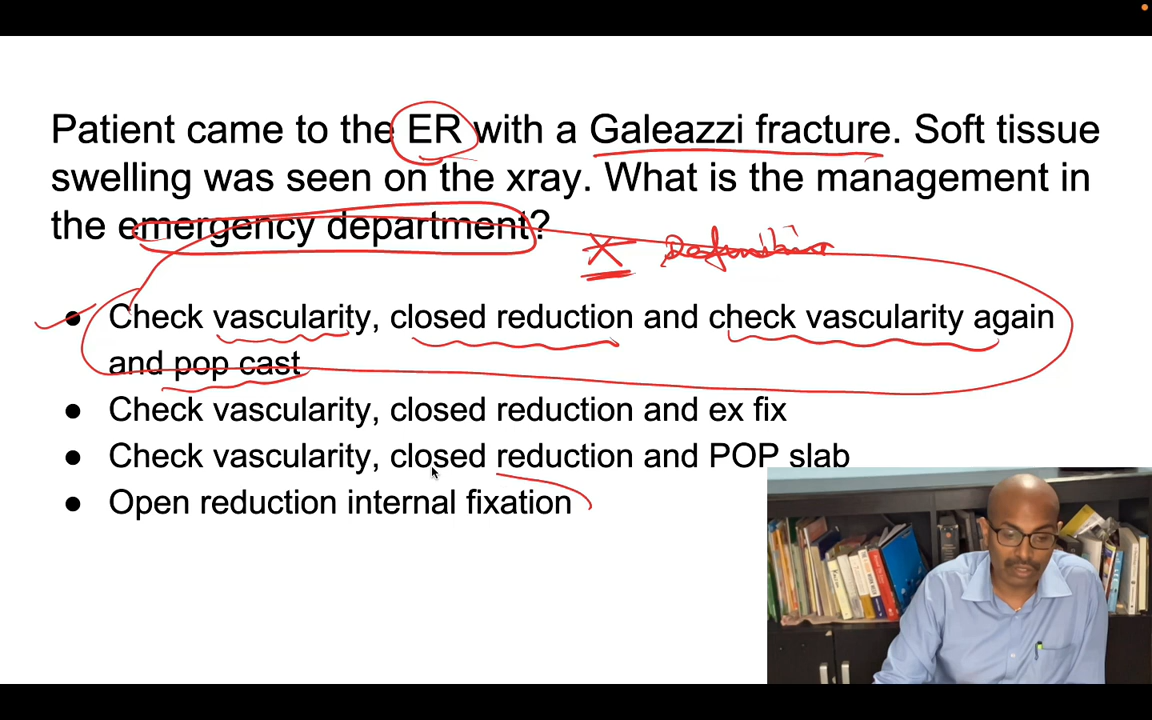 Patient came to the ER with a Galeazzi fracture. Soft tissue
swelling was seen on the xray. What is the management in
the emergency department?
Definitive
● Check vascularity, closed reduction and check vascularity again
and pop cast
● Check vascularity, closed reduction and ex fix
● Check vascularity, closed reduction and POP slab
● Open reduction internal fixation